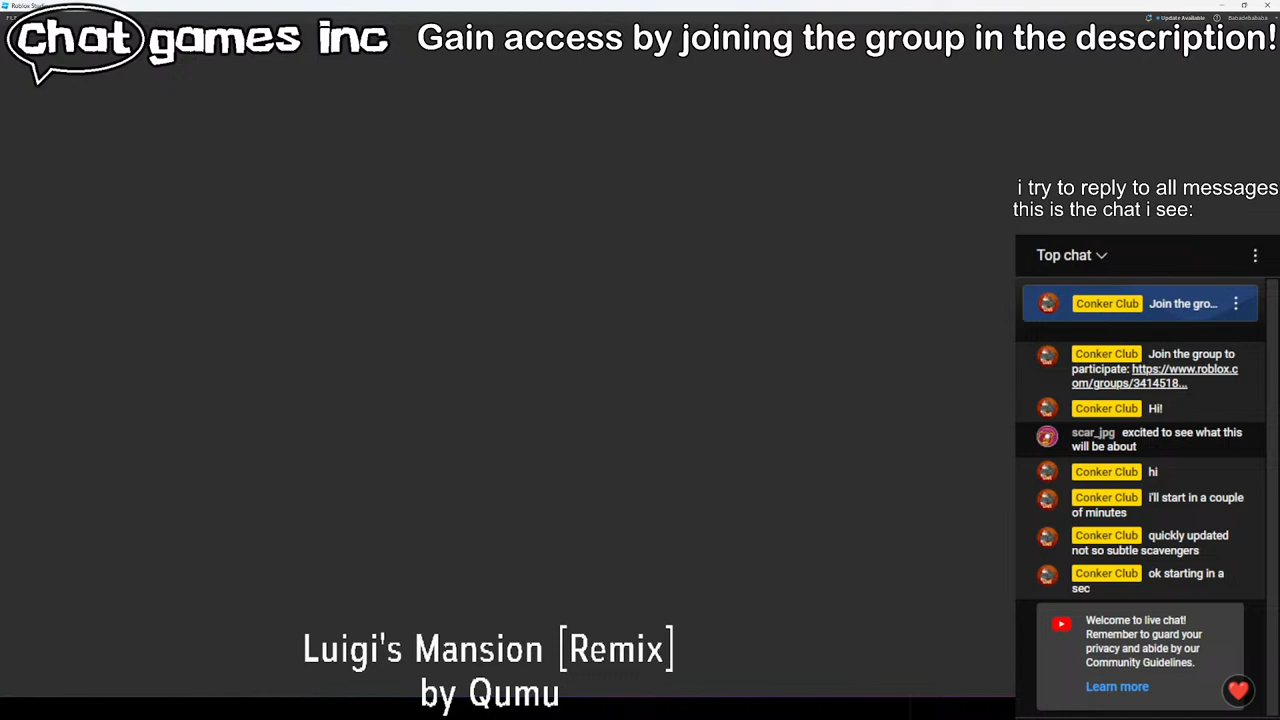 Roblox Studio
FILE
Update Available
Chat games inc
Gain access by joining the group in the description!
i try to reply to all messages
this is the chat i see:
Top chat
Conker Club Join the gro...
Conker Club Join the group to
participate: https://www.roblox.c
om/groups/3414518...
Conker Club Hi!
scar_jpg excited to see what this
will be about
Conker Club hi
Conker Club i'll start in a couple
of minutes
Conker Club quickly updated
not so subtle scavengers
Conker Club ok starting in a
sec
Welcome to live chat!
Remember to guard your
privacy and abide by our
Community Guidelines.
Learn more
Luigi's Mansion [Remix]
by Qumu